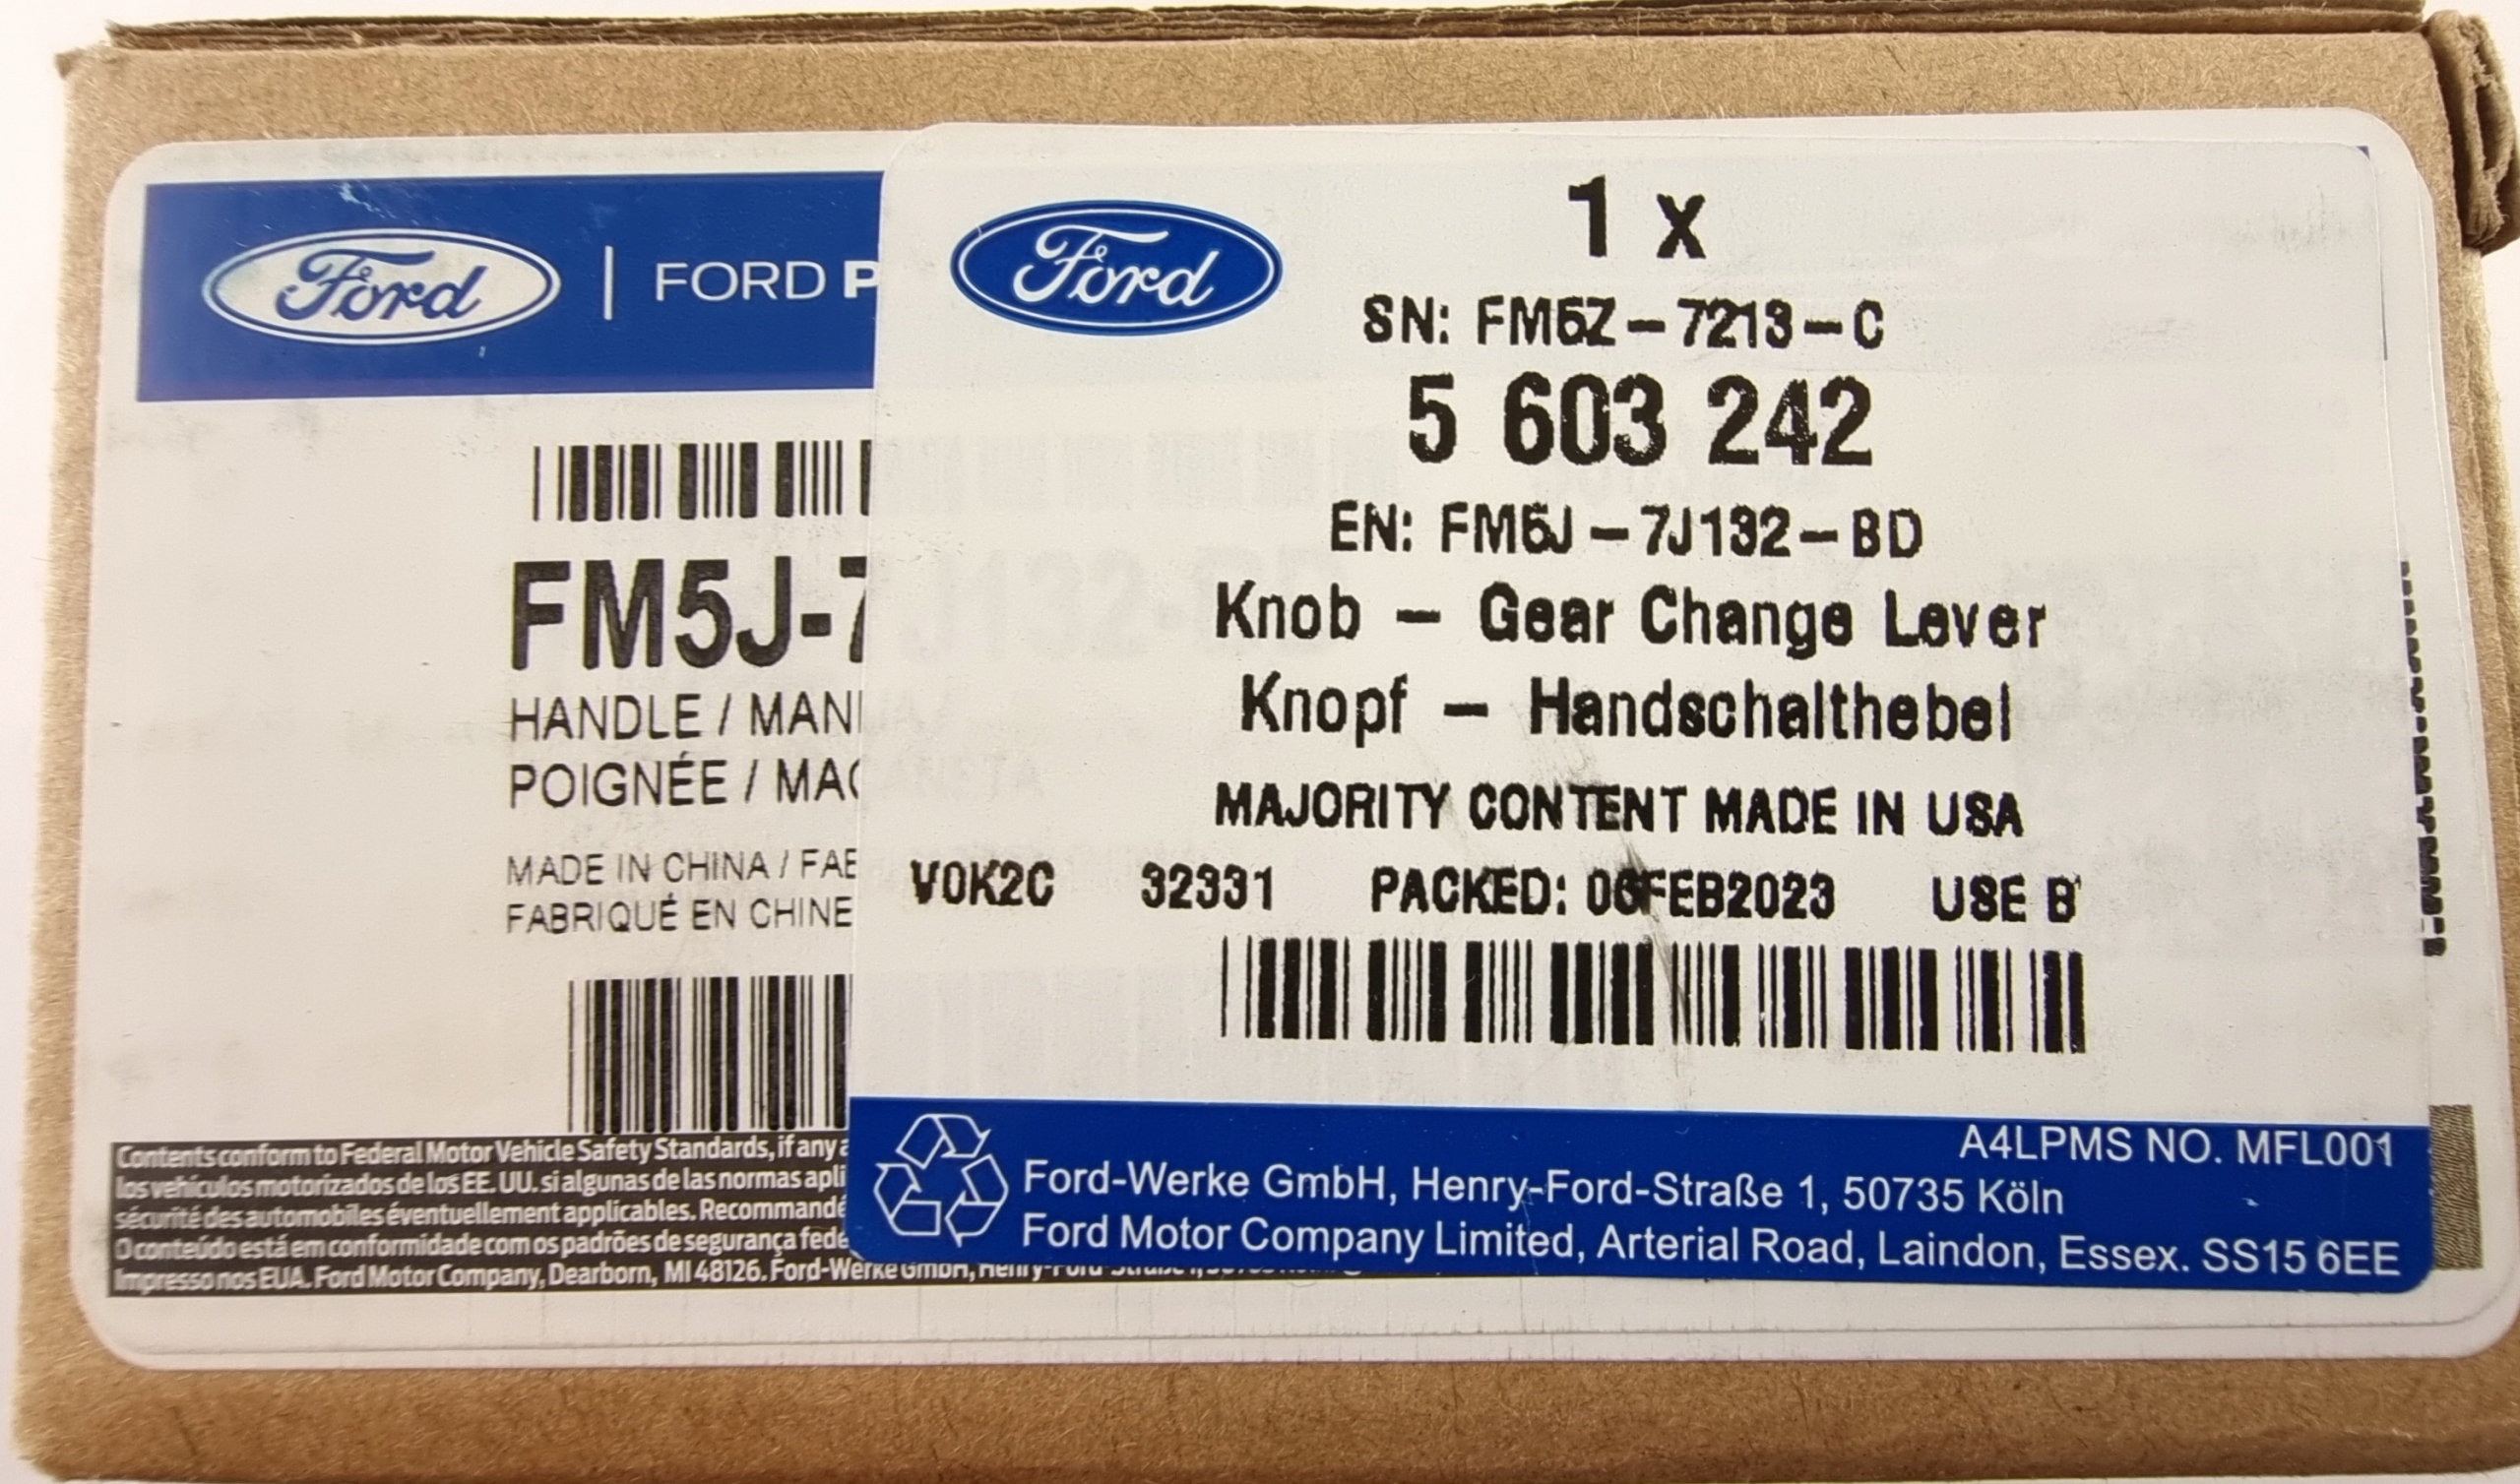 Ford | FORD P
FM5J-7
HANDLE / MANI
POIGNÉE / MAC
MADE IN CHINA / FAB
FABRIQUÉ EN CHINE
Contents conform to Federal Motor Vehicle Safety Standards, if any a
los vehículos motorizados de los EE. UU. si algunas de las normas apli
sécurité des automobiles éventuellement applicables. Recommandé
O conteúdo está em conformidade com os padrões de segurança fede
Impresso nos EUA. Ford Motor Company, Dearborn, MI 48126. Ford-Werke GmbH, Henry-Ford-Straße 1,
Ford
1 x
SN: FM5Z-7213-C
5 603 242
EN: FM5J-7J132-BD
Knob - Gear Change Lever
Knopf - Handschalthebel
MAJORITY CONTENT MADE IN USA
V0K2C 32331 PACKED: 06FEB2023 USE B
A4LPMS NO. MFL001
Ford-Werke GmbH, Henry-Ford-Straße 1, 50735 Köln
Ford Motor Company Limited, Arterial Road, Laindon, Essex. SS15 6EE